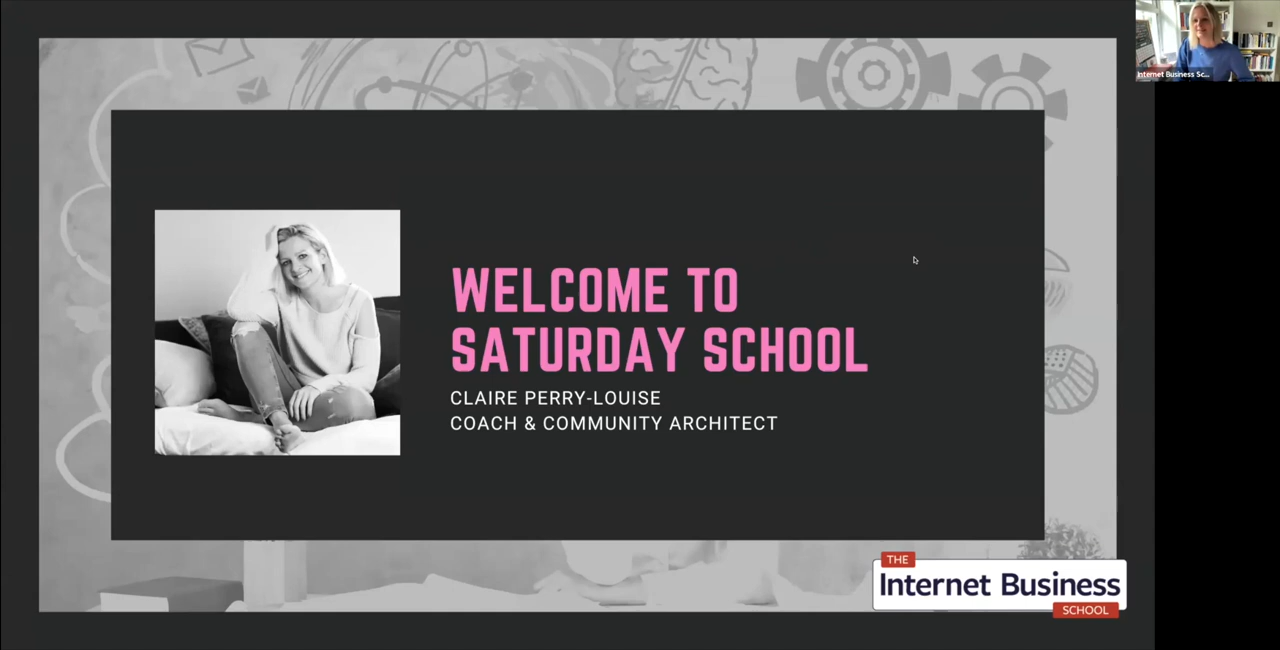 Internet Business Sc...
WELCOME TO
SATURDAY SCHOOL
CLAIRE PERRY-LOUISE
COACH & COMMUNITY ARCHITECT
THE
Internet Business
SCHOOL